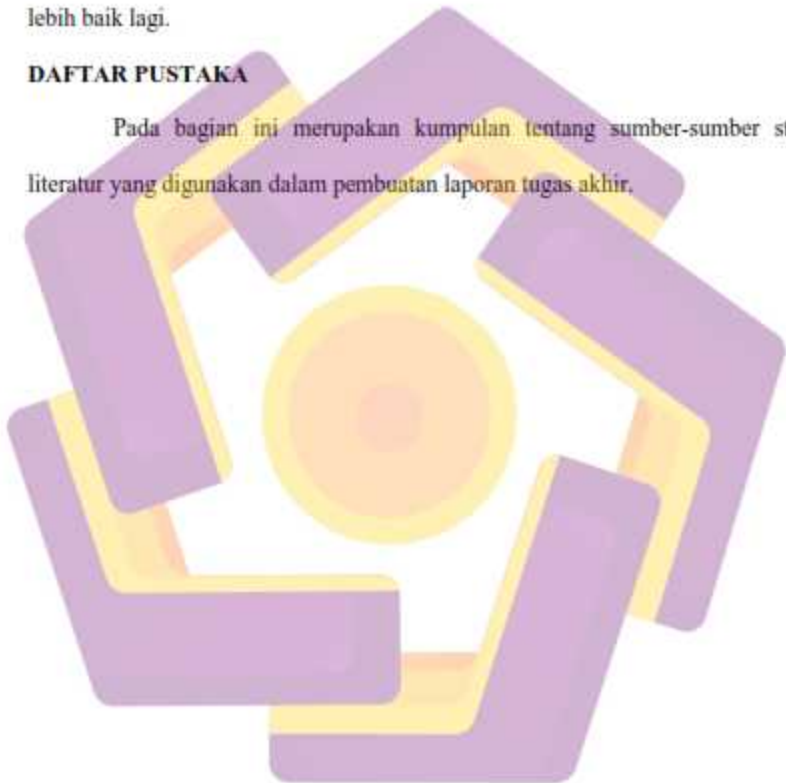 lebih baik lagi.
DAFTAR PUSTAKA
Pada bagian ini merupakan kumpulan tentang sumber-sumber
literatur yang digunakan dalam pembuatan laporan tugas akhir.